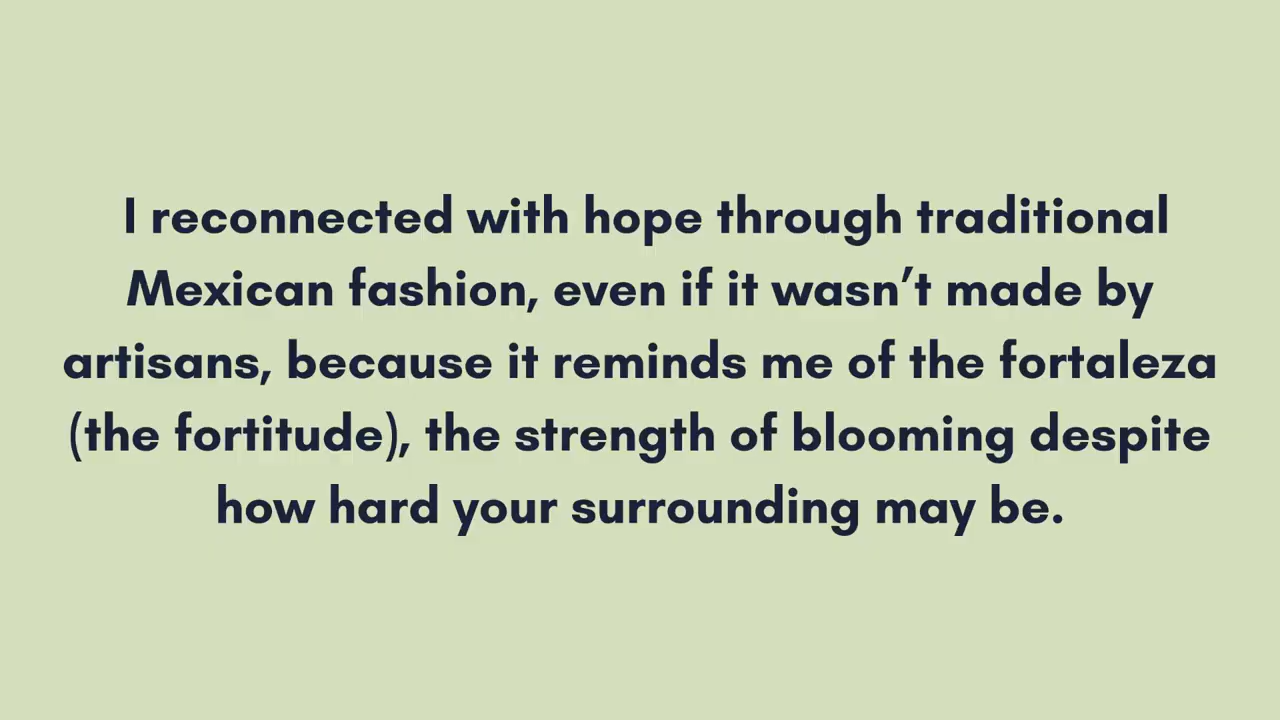 I reconnected with hope through traditional
Mexican fashion, even if it wasn’t made by
artisans, because it reminds me of the fortaleza
(the fortitude), the strength of blooming despite
how hard your surrounding may be.